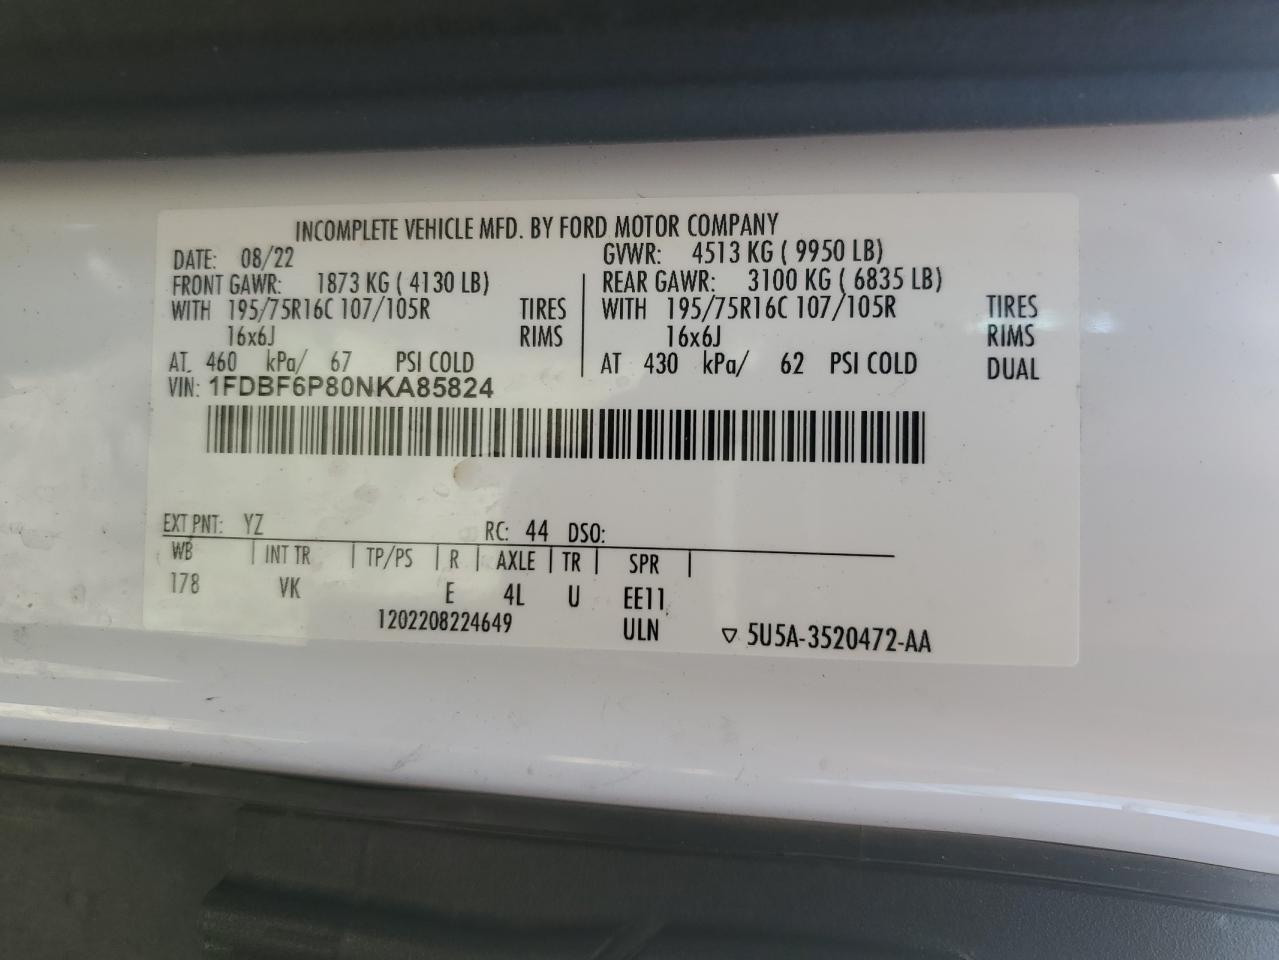 INCOMPLETE VEHICLE MFD. BY FORD MOTOR COMPANY
DATE: 08/22 GVWR: 4513 KG ( 9950 LB)
FRONT GAWR: 1873 KG ( 4130 LB) REAR GAWR: 3100 KG ( 6835 LB)
WITH 195/75R16C 107/105R TIRES WITH 195/75R16C 107/105R TIRES
16x6J RIMS 16x6J RIMS
AT 460 kPa/ 67 PSI COLD AT 430 kPa/ 62 PSI COLD DUAL
VIN: 1FDBF6P80NKA85824
EXT PNT: YZ RC: 44 DSO:
WB | INT TR | TP/PS | R | AXLE | TR | SPR |
178 VK E 4L U EE11
1202208224649 ULN ▽ 5U5A-3520472-AA